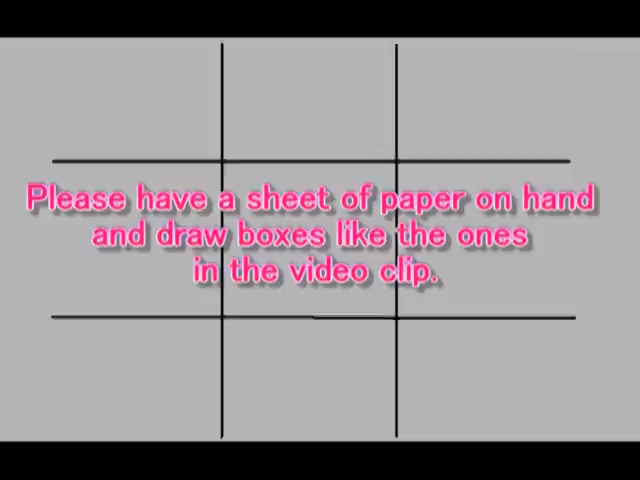 Please have a sheet of paper on hand
and draw boxes like the ones
in the video clip.